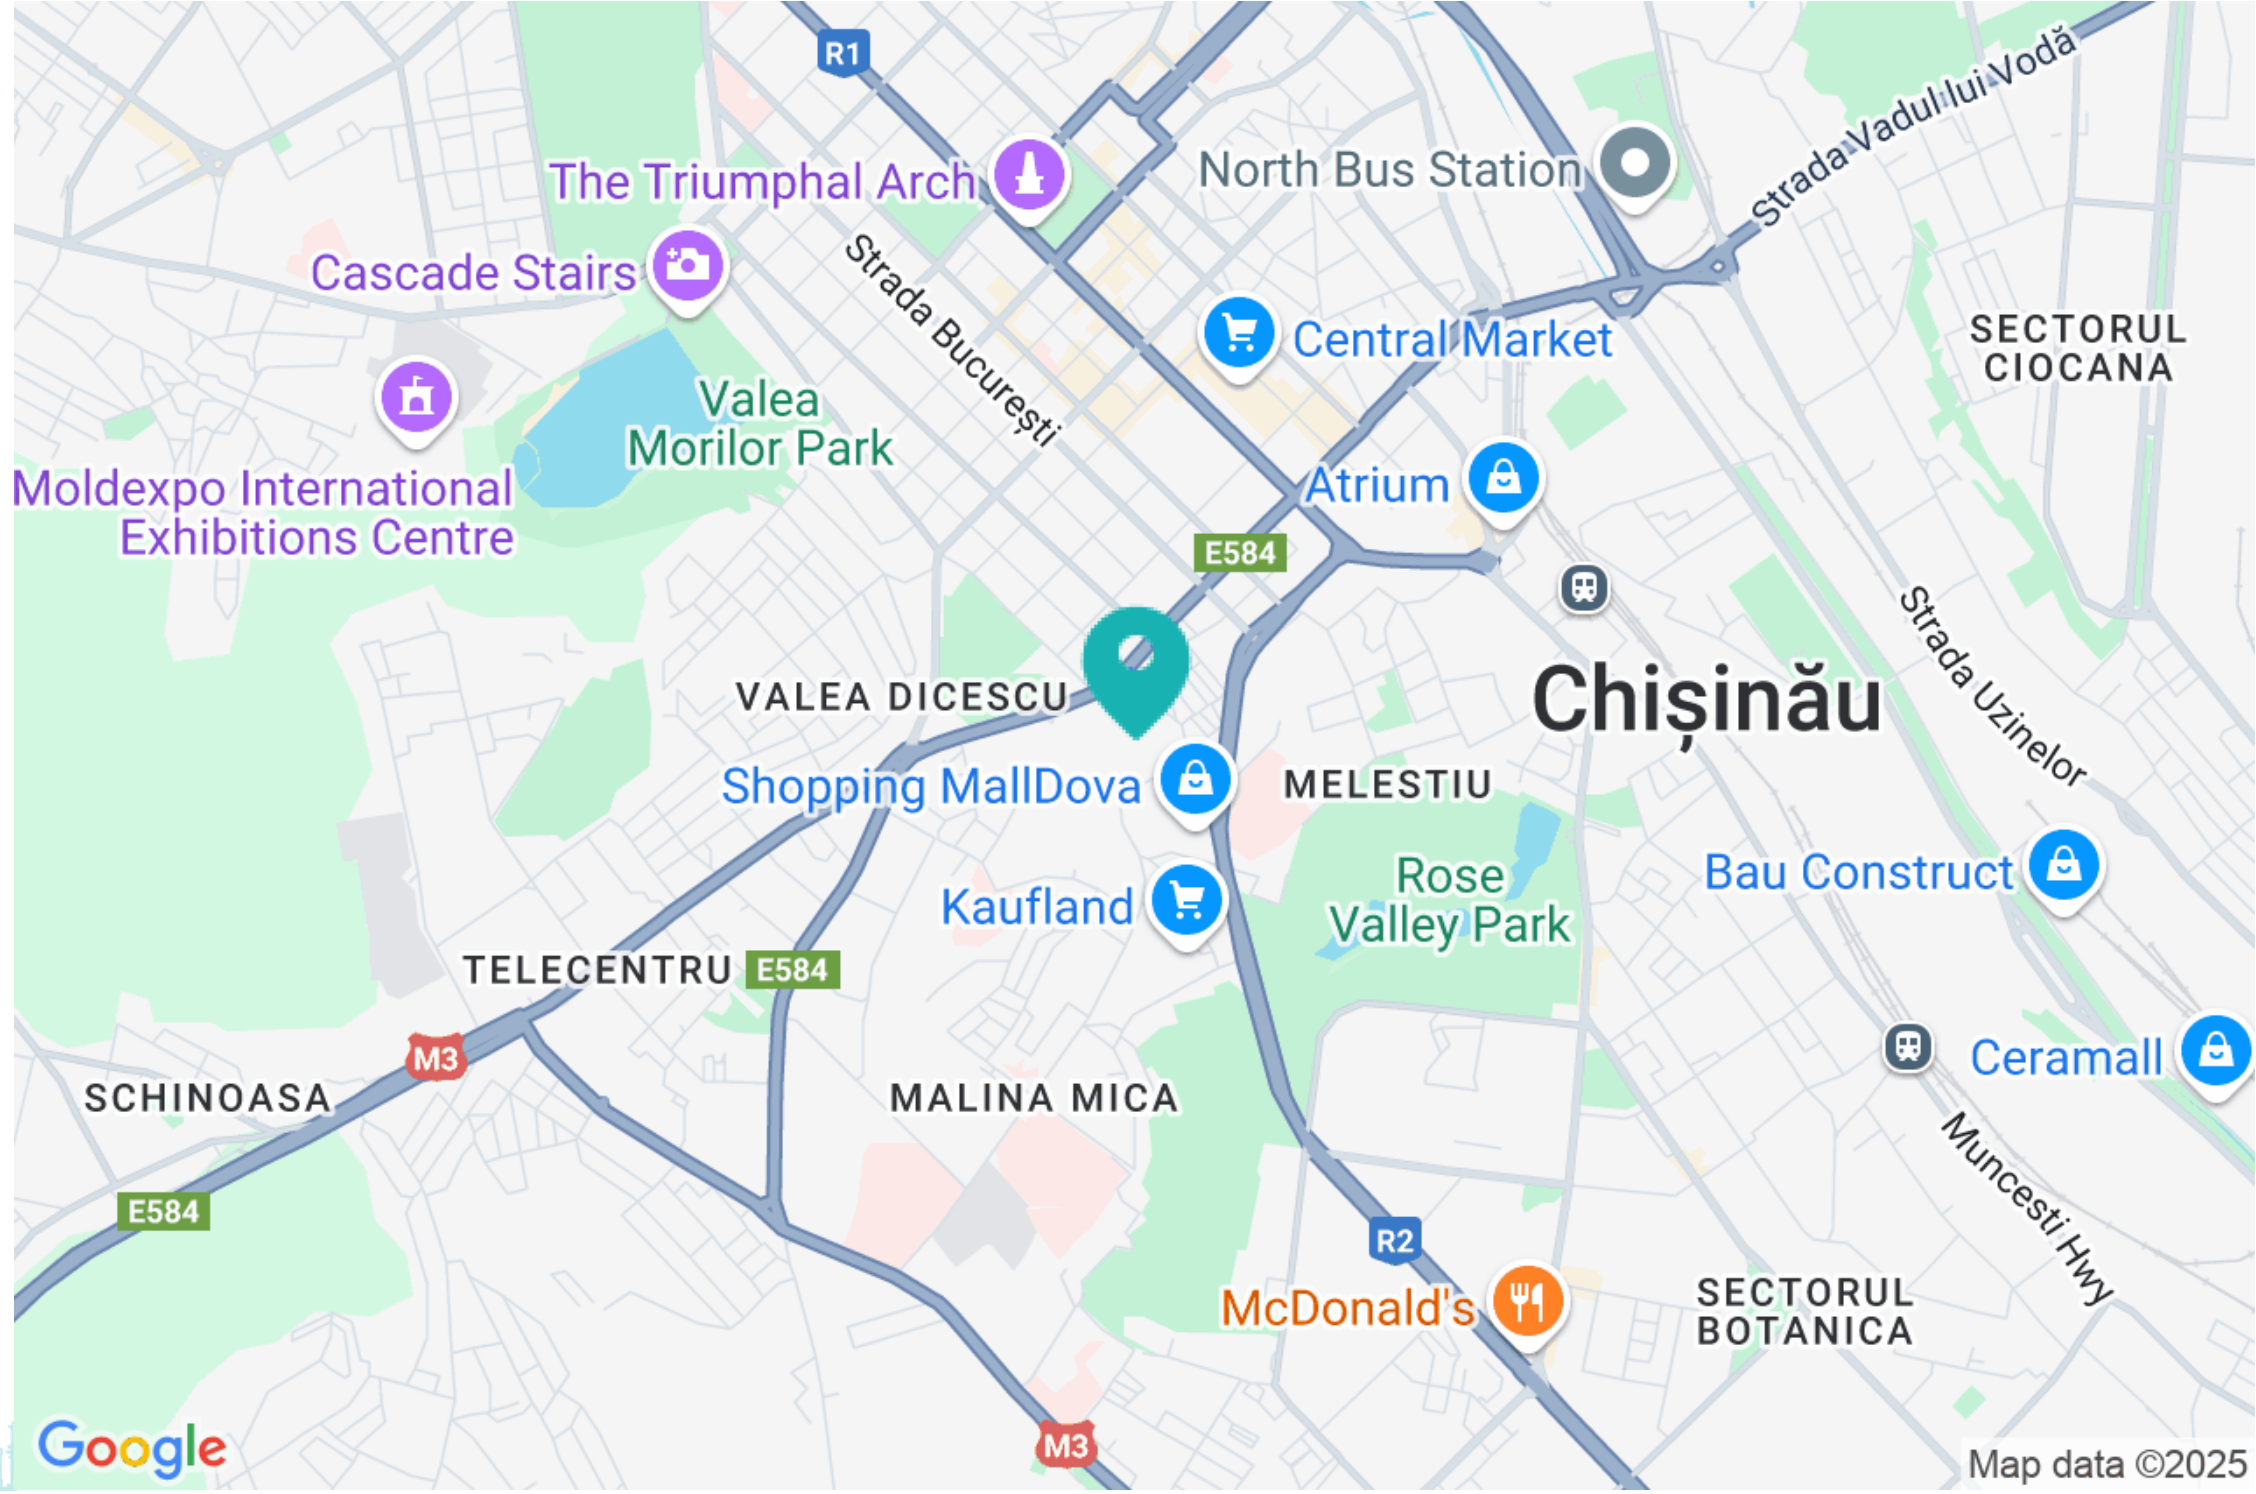 R1
Strada Vadul lui Vodă
The Triumphal Arch
North Bus Station
Cascade Stairs
Strada București
Central Market
SECTORUL
CIOCANA
Valea
Morilor Park
Moldexpo International
Exhibitions Centre
Atrium
E584
Strada Uzinelor
VALEA DICESCU
Chișinău
Shopping MallDova
MELESTIU
Rose
Valley Park
Bau Construct
Kaufland
TELECENTRU
E584
M3
Ceramall
SCHINOASA
MALINA MICA
Muncesti Hwy
E584
R2
McDonald's
SECTORUL
BOTANICA
M3
Google
Map data ©2025